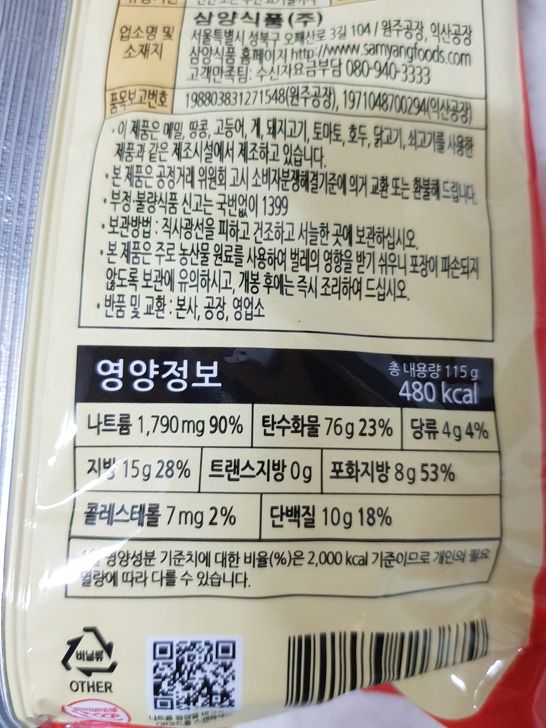 업소명 및
소재지
삼양식품(주)
서울특별시 성북구 오패산로 3길 104 / 원주공장, 익산공장
삼양식품 홈페이지 http://www.samyangfoods.com
고객만족팀: 수신자요금부담 080-940-3333
품목보고번호
198803831271548(원주공장), 1971048700294(익산공장)
• 이 제품은 메밀, 땅콩, 고등어, 게, 돼지고기, 토마토, 호두, 닭고기, 쇠고기를 사용한
제품과 같은 제조시설에서 제조하고 있습니다.
• 본 제품은 공정거래 위원회 고시 소비자분쟁해결기준에 의거 교환 또는 환불해 드립니다.
• 부정·불량식품 신고는 국번없이 1399
• 보관방법 : 직사광선을 피하고 건조하고 서늘한 곳에 보관하십시오.
• 본 제품은 주로 농산물 원료를 사용하여 벌레의 영향을 받기 쉬우니 포장이 파손되지
않도록 보관에 유의하시고, 개봉 후에는 즉시 조리하여 드십시오.
• 반품 및 교환 : 본사, 공장, 영업소
영양정보
총 내용량 115 g
480 kcal
나트륨 1,790 mg 90% 탄수화물 76 g 23% 당류 4 g 4%
지방 15 g 28% 트랜스지방 0 g 포화지방 8 g 53%
콜레스테롤 7 mg 2% 단백질 10 g 18%
영양성분 기준치에 대한 비율(%)은 2,000 kcal 기준이므로 개인의 필요
열량에 따라 다를 수 있습니다.
비닐류
OTHER